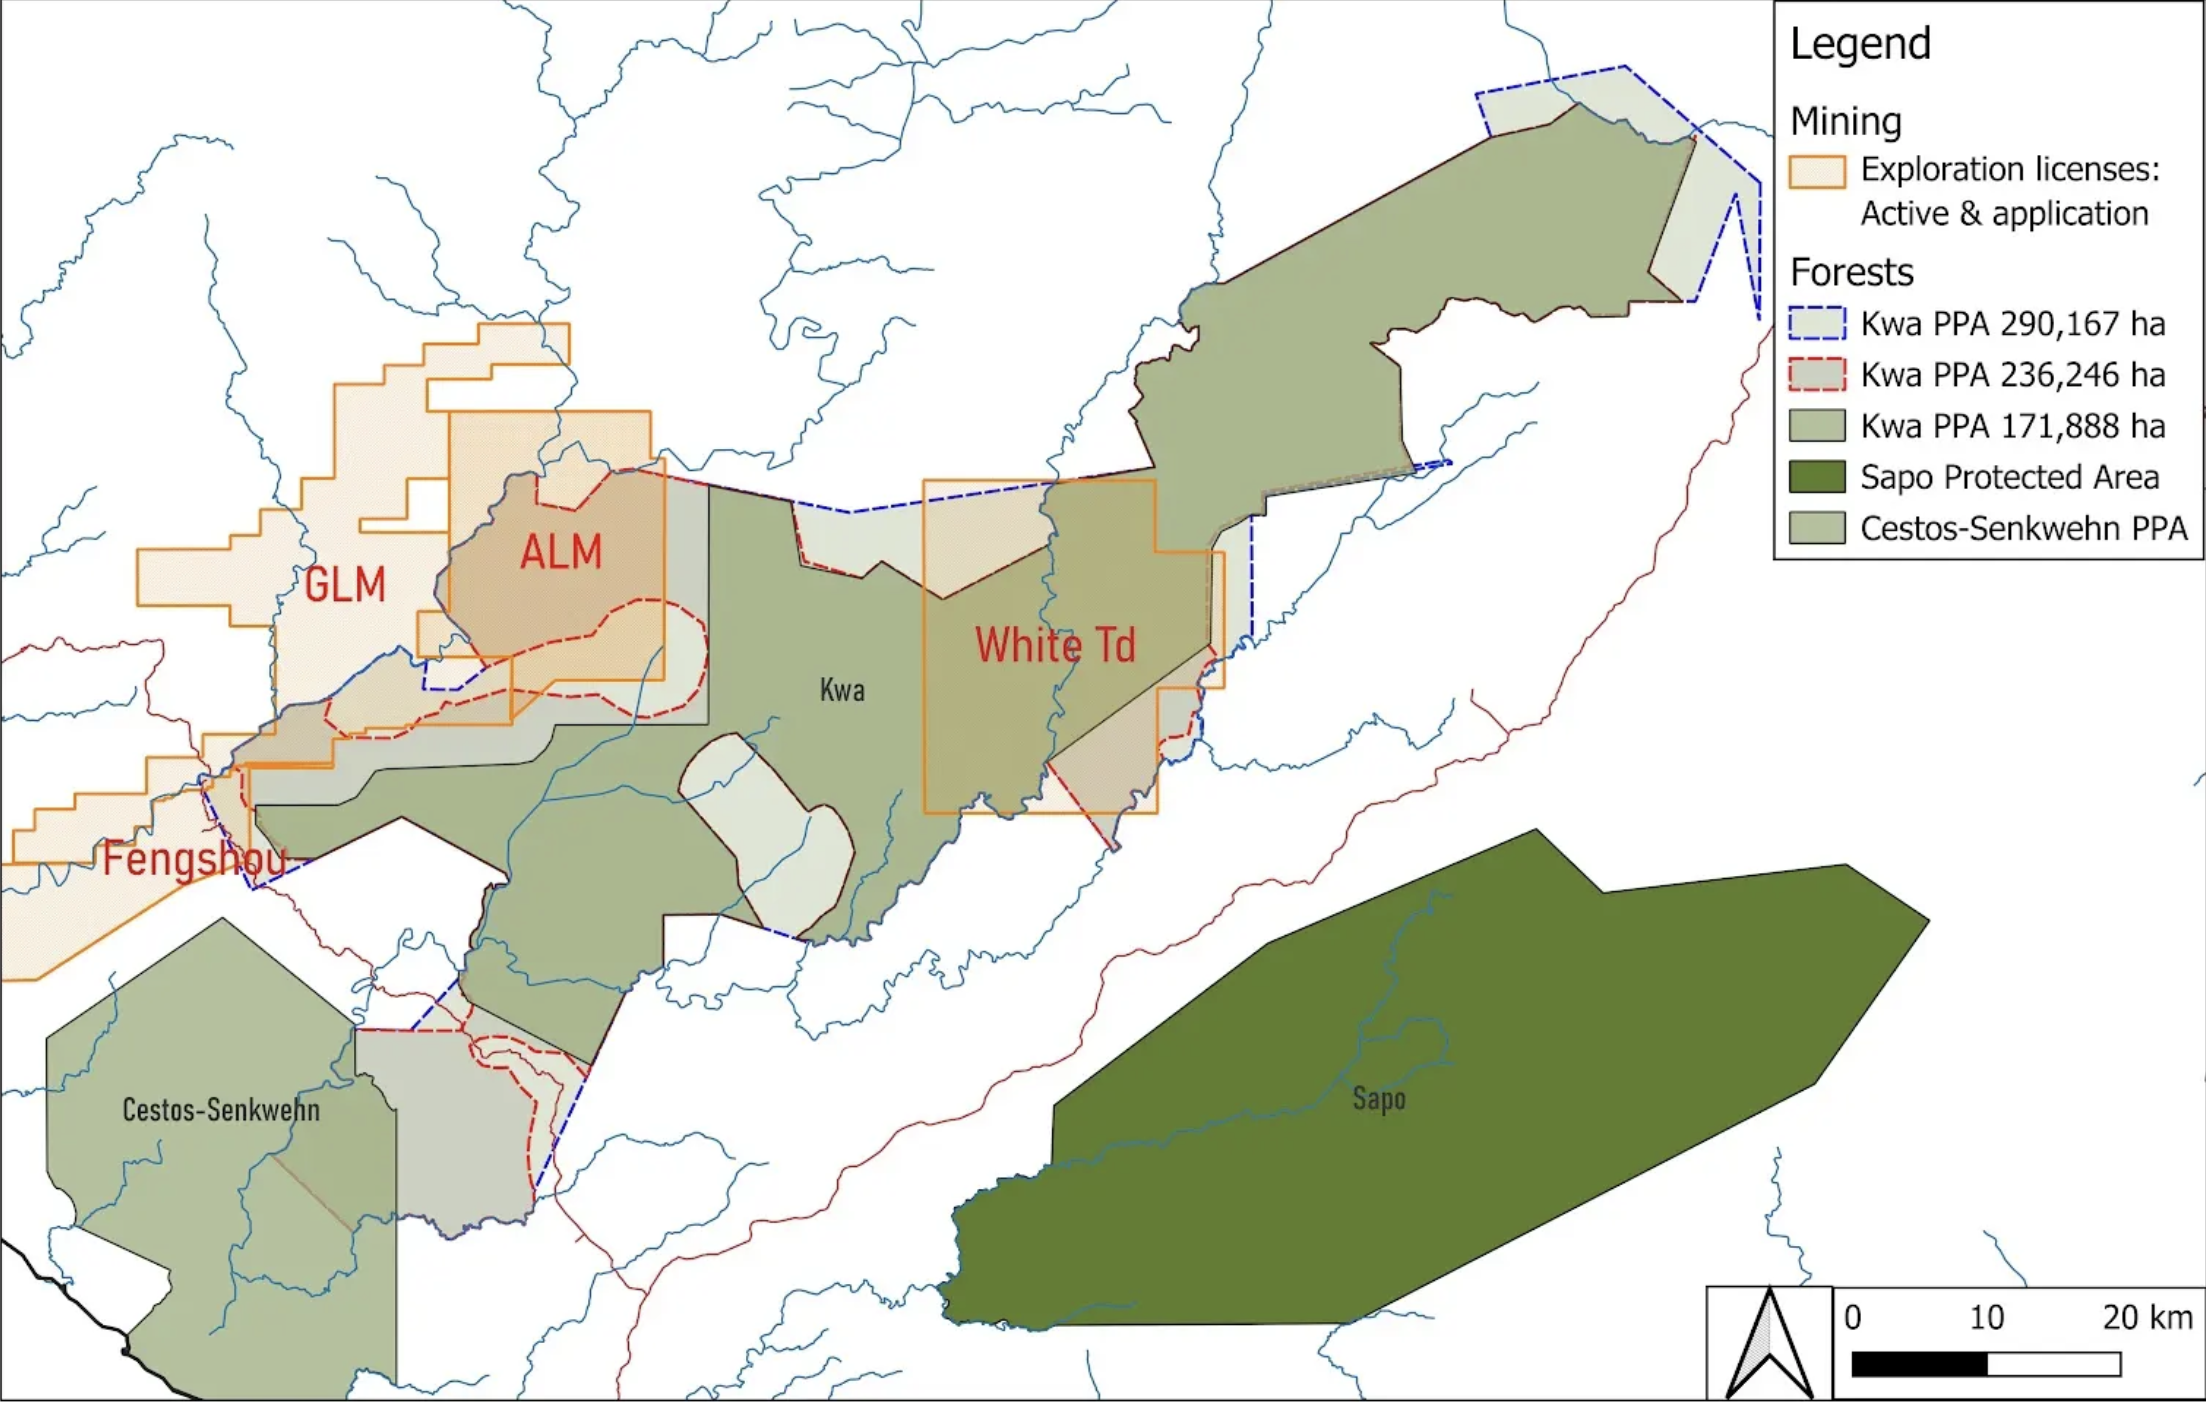 Legend
Mining
Exploration licenses:
Active & application
Forests
Kwa PPA 290,167 ha
Kwa PPA 236,246 ha
Kwa PPA 171,888 ha
Sapo Protected Area
Cestos-Senkwehn PPA
ALM
GLM
White Td
Kwa
Fengshou
Cestos-Senkwehn
Sapo
0 10 20 km